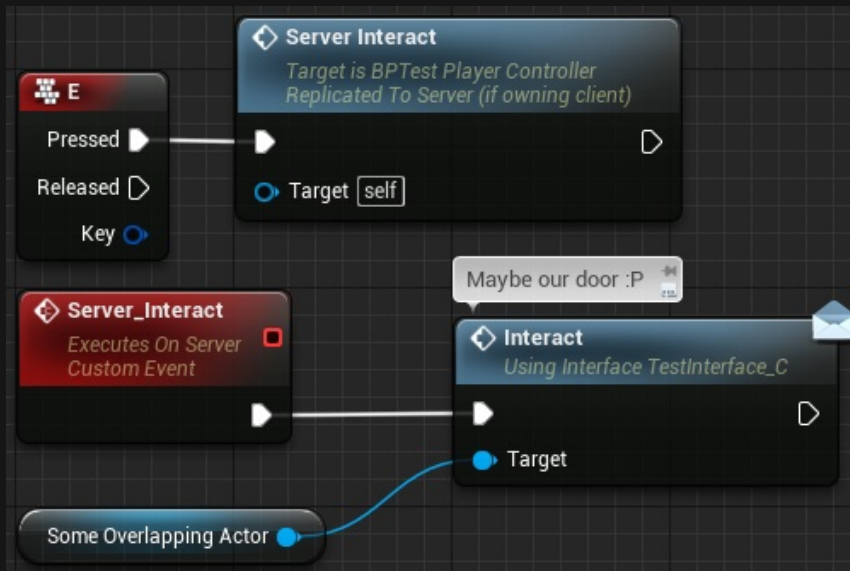 Server Interact
Target is BPTest Player Controller
Replicated To Server (if owning client)
E
Pressed
Released
Target self
Key
Maybe our door :P
Server_Interact
Executes On Server
Custom Event
Interact
Using Interface TestInterface_C
Target
Some Overlapping Actor